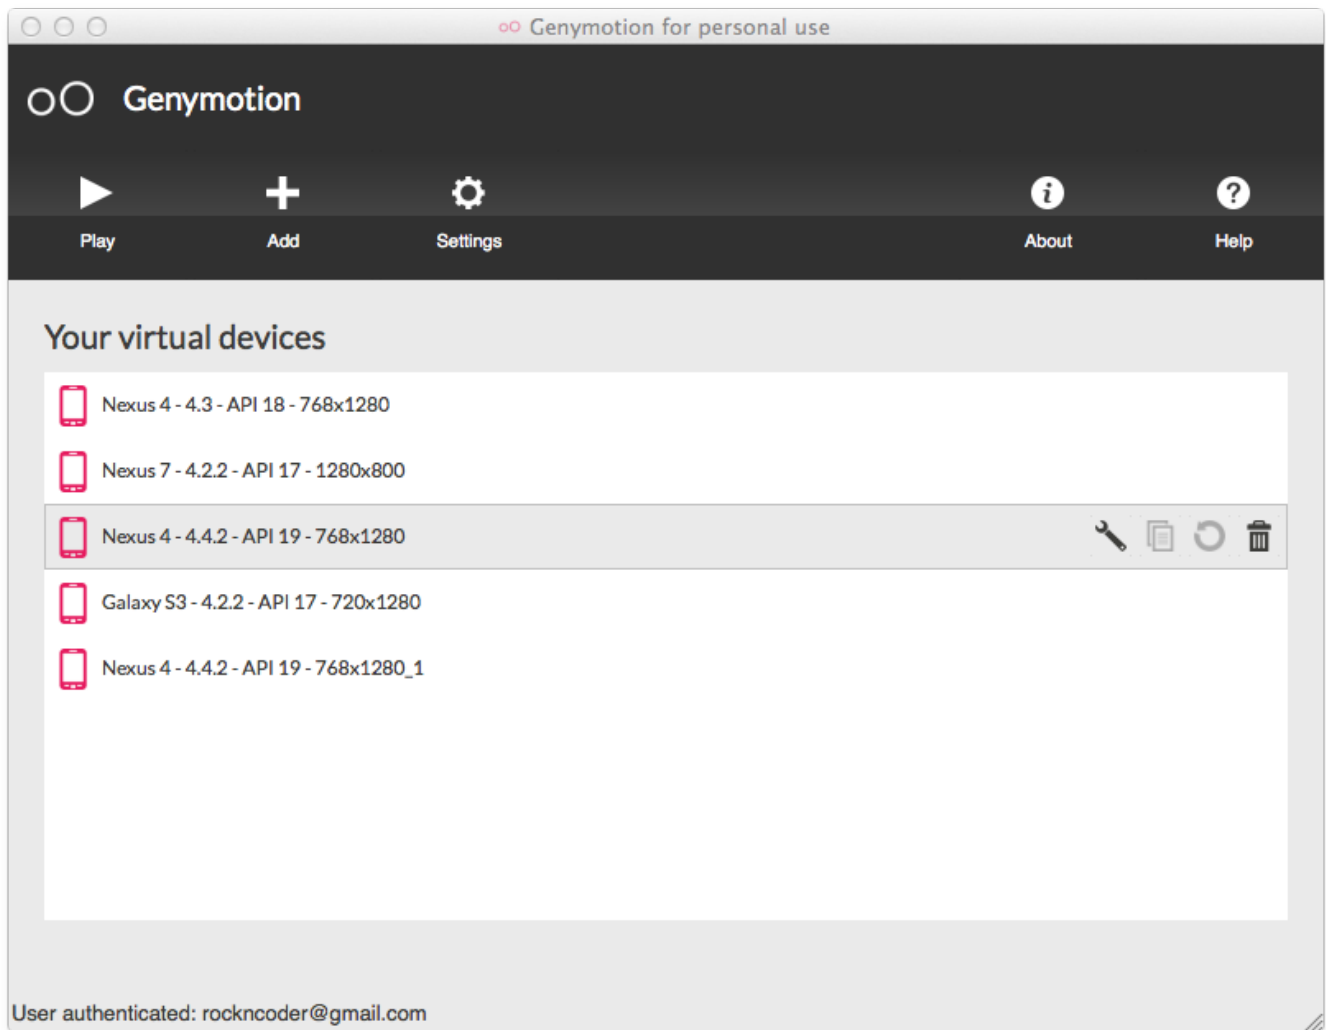 Genymotion for personal use
Genymotion
Play Add Settings About Help
Your virtual devices
Nexus 4 - 4.3 - API 18 - 768x1280
Nexus 7 - 4.2.2 - API 17 - 1280x800
Nexus 4 - 4.4.2 - API 19 - 768x1280
Galaxy S3 - 4.2.2 - API 17 - 720x1280
Nexus 4 - 4.4.2 - API 19 - 768x1280_1
User authenticated: rockncoder@gmail.com